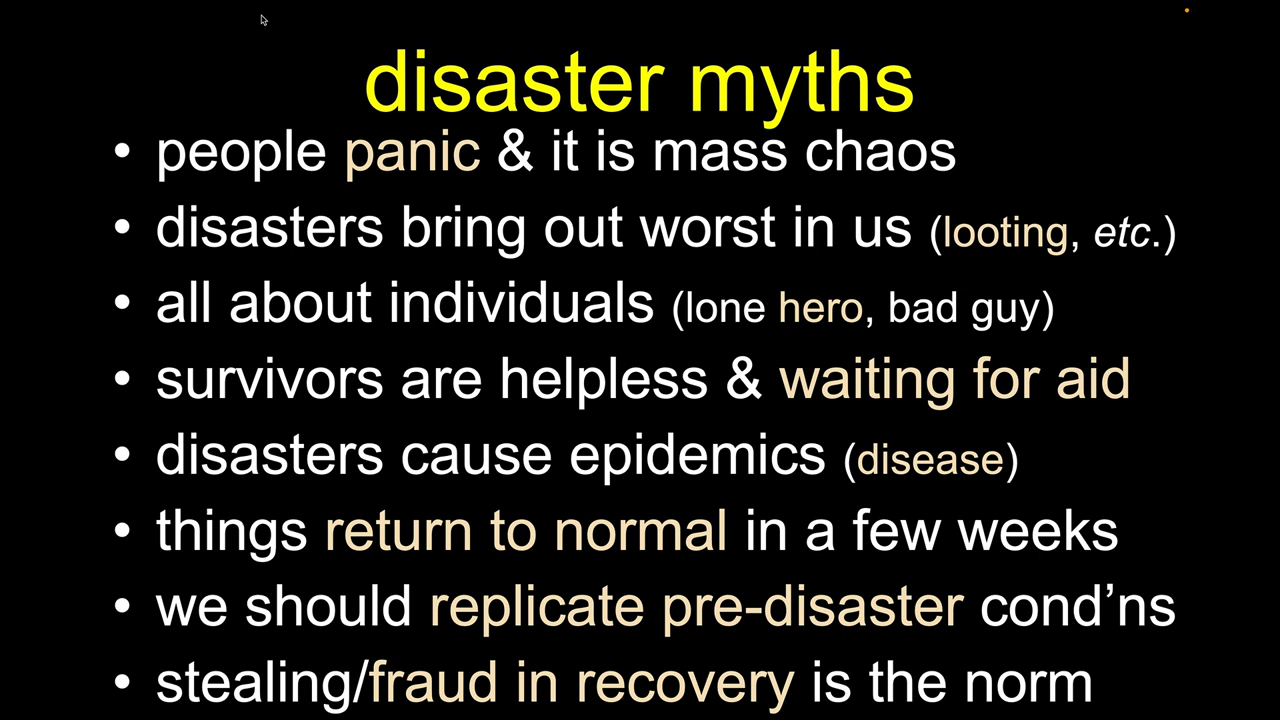 disaster myths
• people panic & it is mass chaos
• disasters bring out worst in us (looting, etc.)
• all about individuals (lone hero, bad guy)
• survivors are helpless & waiting for aid
• disasters cause epidemics (disease)
• things return to normal in a few weeks
• we should replicate pre-disaster cond’ns
• stealing/fraud in recovery is the norm